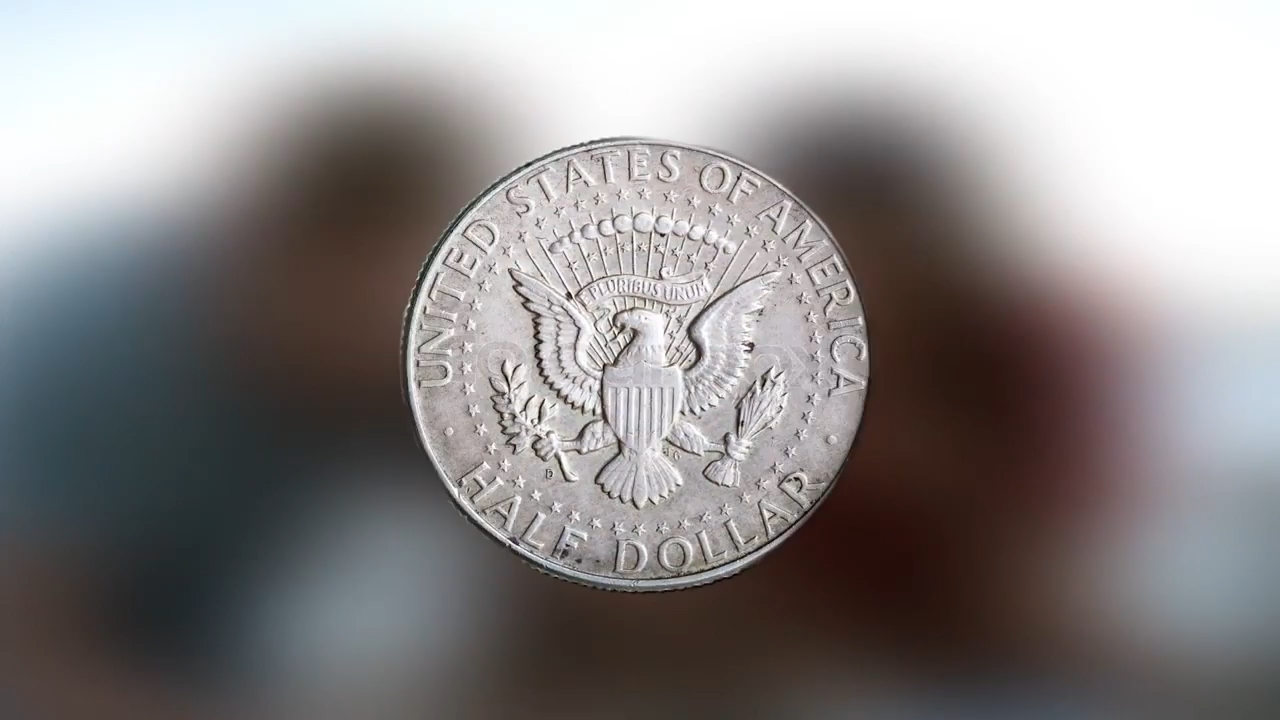 UNITED STATES OF AMERICA
E PLURIBUS UNUM
D
HALF DOLLAR